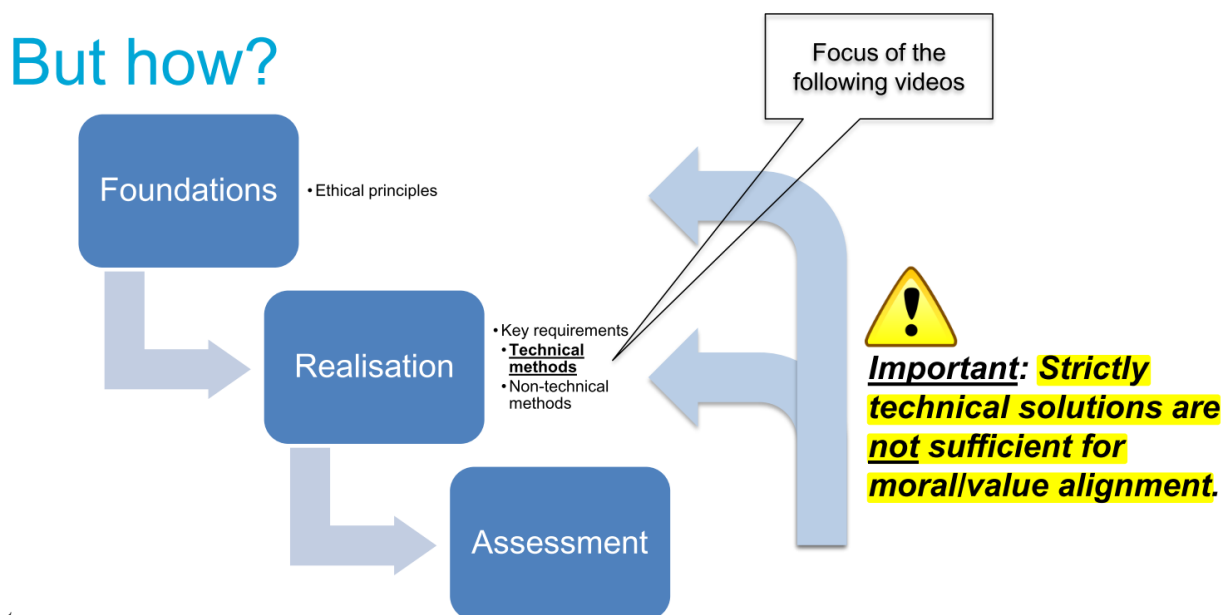 But how?
Focus of the
following videos
Foundations
• Ethical principles
Realisation
• Key requirements
• Technical
methods
• Non-technical
methods
Important: Strictly
technical solutions are
not sufficient for
moral/value alignment.
Assessment